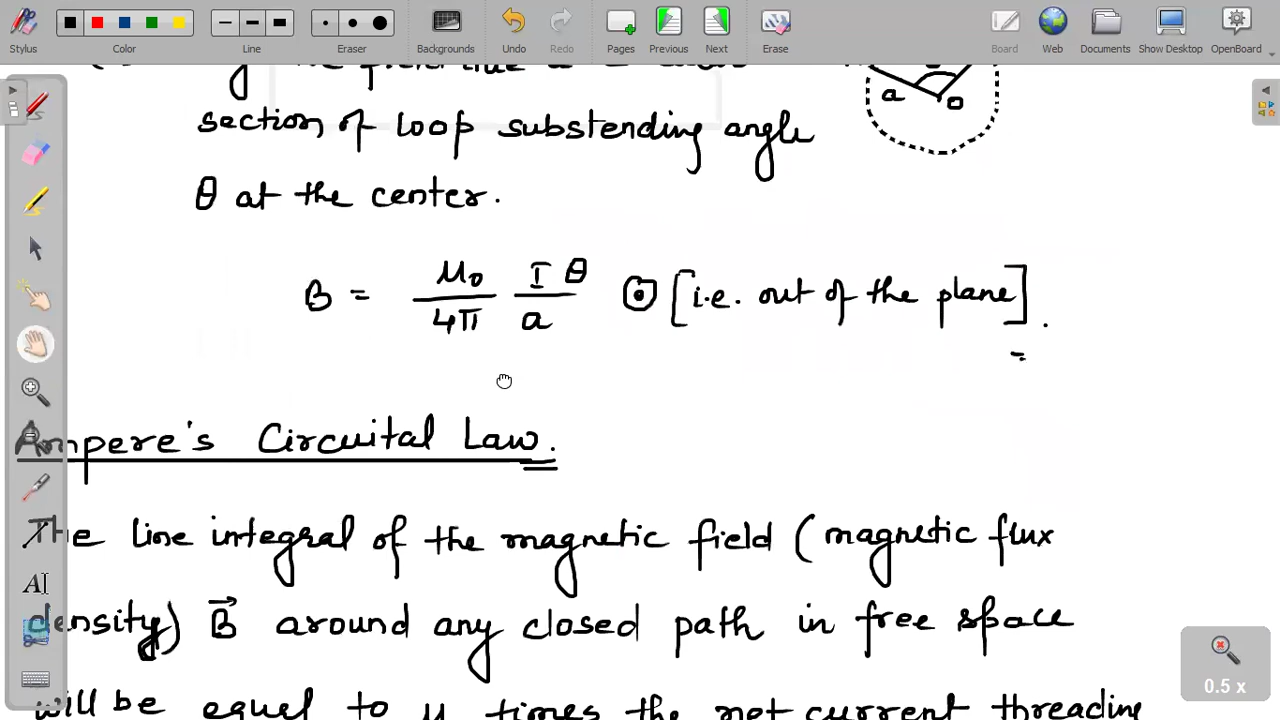 Stylus
Color
Line
Eraser
Backgrounds
Undo
Redo
Pages
Previous
Next
Erase
Board
Web
Documents
Show Desktop
OpenBoard
section of loop substending angle
θ at the center.
a
o
B = μ₀/4π Iθ/a ⊙ [i.e. out of the plane].
Ampere's Circuital Law.
The line integral of the magnetic field (magnetic flux
density) B⃗ around any closed path in free space
will be equal to μ times the net current threading
0.5 x